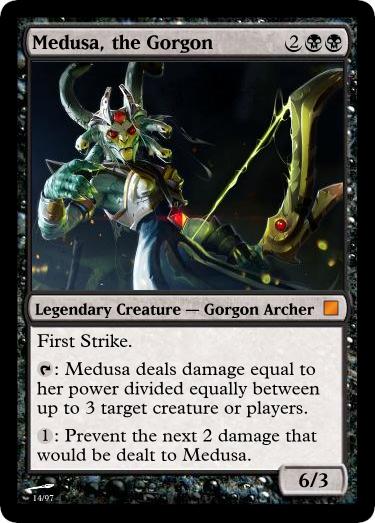 Medusa, the Gorgon 2
Legendary Creature — Gorgon Archer
First Strike.
: Medusa deals damage equal to
her power divided equally between
up to 3 target creature or players.
1: Prevent the next 2 damage that
would be dealt to Medusa.
6/3
14/97